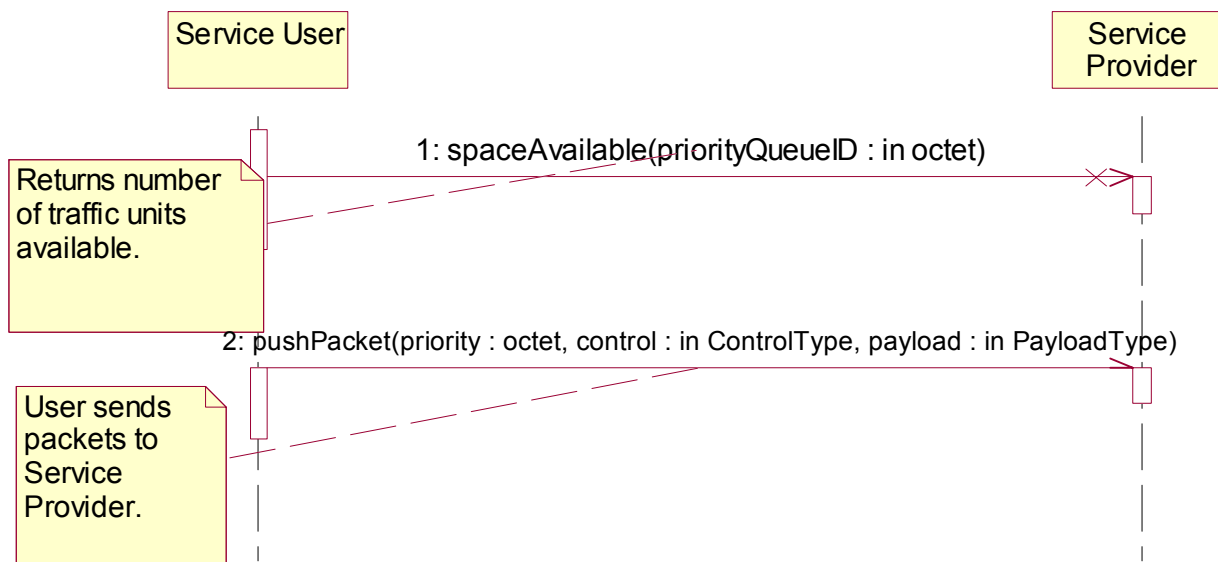 Service User
Service
Provider
1: spaceAvailable(priorityQueueID : in octet)
Returns number
of traffic units
available.
2: pushPacket(priority : octet, control : in ControlType, payload : in PayloadType)
User sends
packets to
Service
Provider.